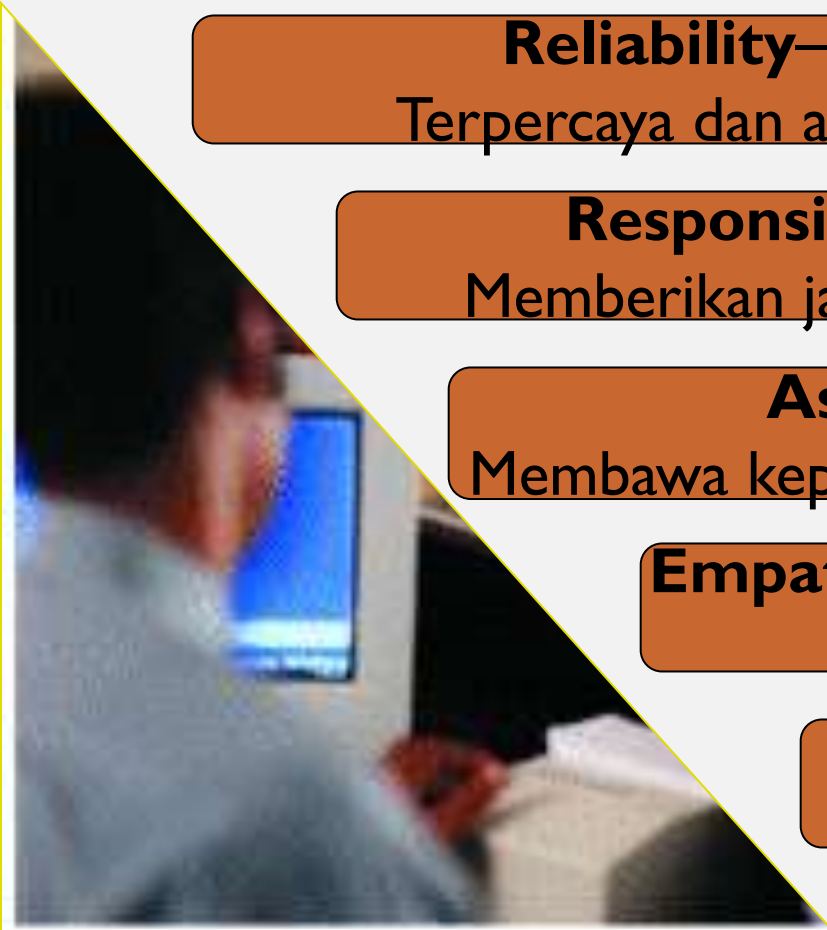 Reliability—
Terpercaya dan a
Responsi
Memberikan ja
As
Membawa kep
Empat